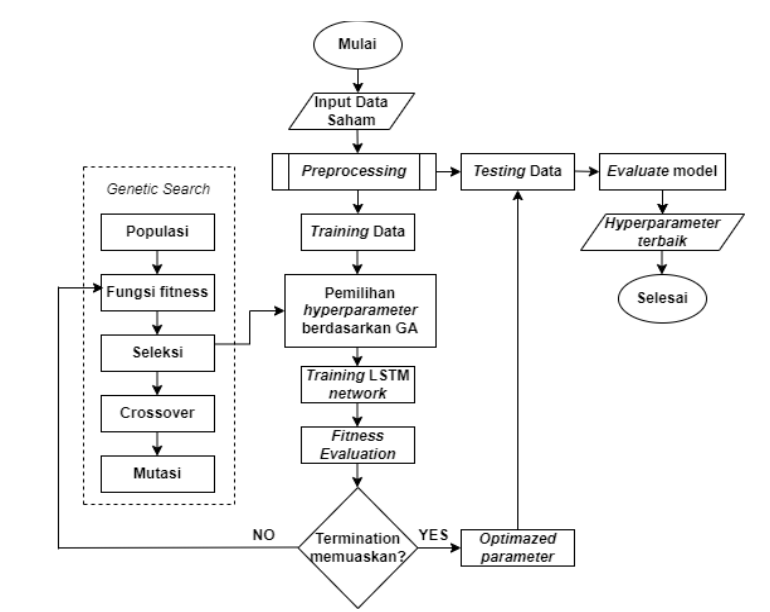 Mulai
Input Data
Saham
Preprocessing
Testing Data
Evaluate model
Genetic Search
Populasi
Training Data
Hyperparameter
terbaik
Fungsi fitness
Pemilihan
hyperparameter
berdasarkan GA
Selesai
Seleksi
Training LSTM
network
Crossover
Fitness
Evaluation
Mutasi
NO
Termination
memuaskan?
YES
Optimazed
parameter